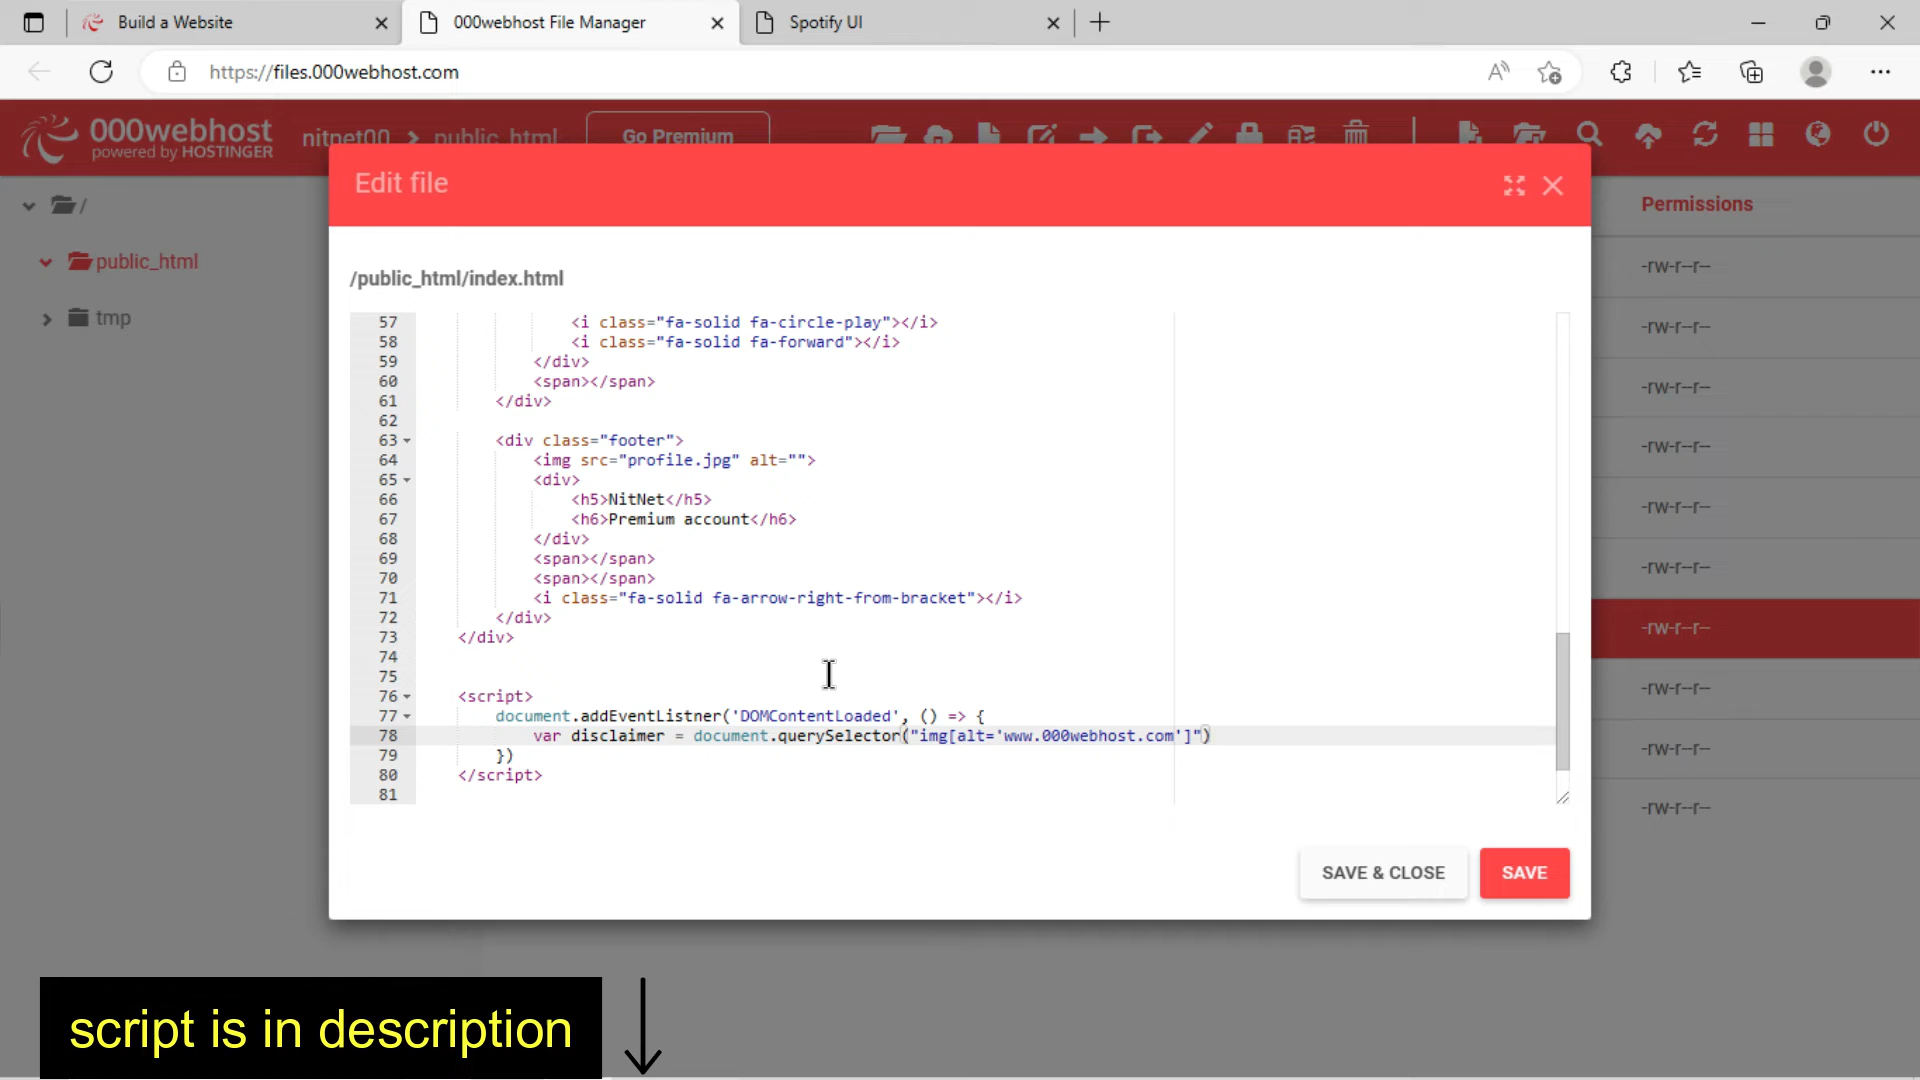 Build a Website
000webhost File Manager
Spotify UI
https://files.000webhost.com
000webhost
powered by HOSTINGER
nitnet00 > public_html
Go Premium
Edit file
/
public_html
tmp
Permissions
-rw-r--r--
-rw-r--r--
-rw-r--r--
-rw-r--r--
-rw-r--r--
-rw-r--r--
-rw-r--r--
-rw-r--r--
-rw-r--r--
-rw-r--r--
/public_html/index.html
57 <i class="fa-solid fa-circle-play"></i>
58 <i class="fa-solid fa-forward"></i>
59 </div>
60 <span></span>
61 </div>
62
63 <div class="footer">
64 <img src="profile.jpg" alt="">
65 <div>
66 <h5>NitNet</h5>
67 <h6>Premium account</h6>
68 </div>
69 <span></span>
70 <span></span>
71 <i class="fa-solid fa-arrow-right-from-bracket"></i>
72 </div>
73 </div>
74
75
76 <script>
77 document.addEventListner('DOMContentLoaded', () => {
78 var disclaimer = document.querySelector("img[alt='www.000webhost.com']")
79 })
80 </script>
81
SAVE & CLOSE
SAVE
script is in description